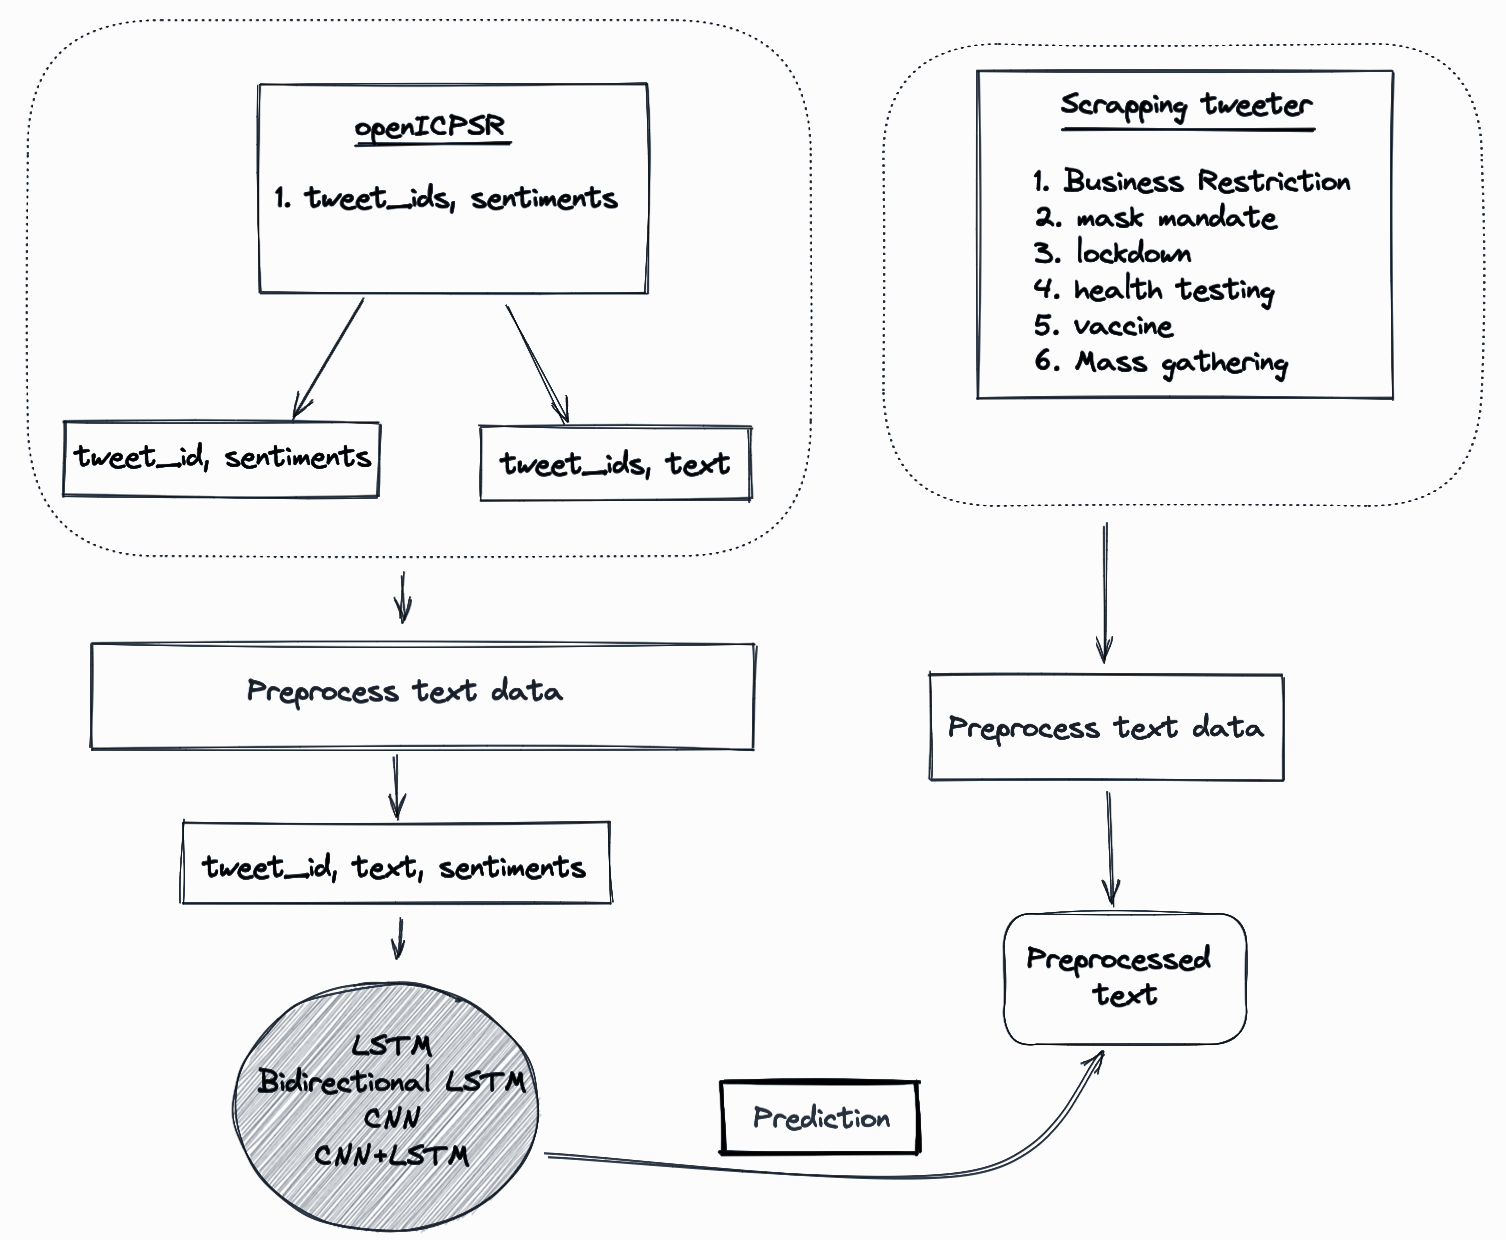 openICPSR
1. tweet_ids, sentiments
tweet_id, sentiments
tweet_ids, text
Preprocess text data
tweet_id, text, sentiments
LSTM
Bidirectional LSTM
CNN
CNN+LSTM
Prediction
Scrapping tweeter
1. Business Restriction
2. mask mandate
3. lockdown
4. health testing
5. vaccine
6. Mass gathering
Preprocess text data
Preprocessed
text